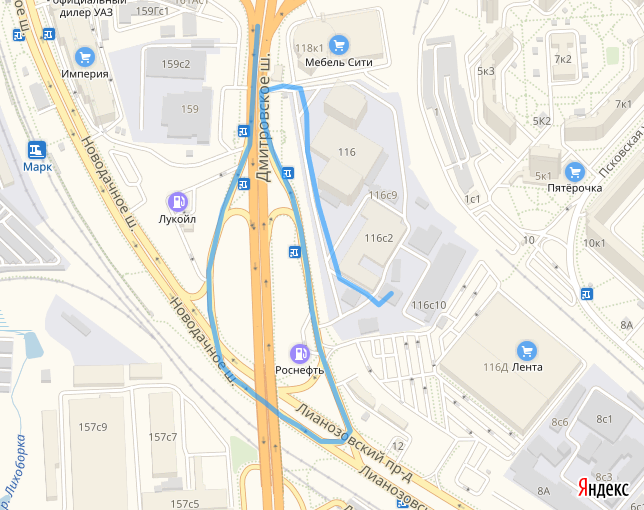 официальный
дилер УАЗ
159Гс1
161Ас1
Империя
159с2
159
118к1
Мебель Сити
5к3
7к2
7к1
5К2
5к1
Псковская
Пятёрочка
1
1с1
10
10к1
Дмитровское ш.
116
116с9
116с2
116с10
Марк
Новодачное ш.
Лукойл
Новодачное ш.
Роснефть
116Д
Лента
Лианозовский пр-д
Лианозовс
12
8с6
8с1
8А
8с3
8А
157с9
157с7
157с5
р. Лихоборка
Яндекс